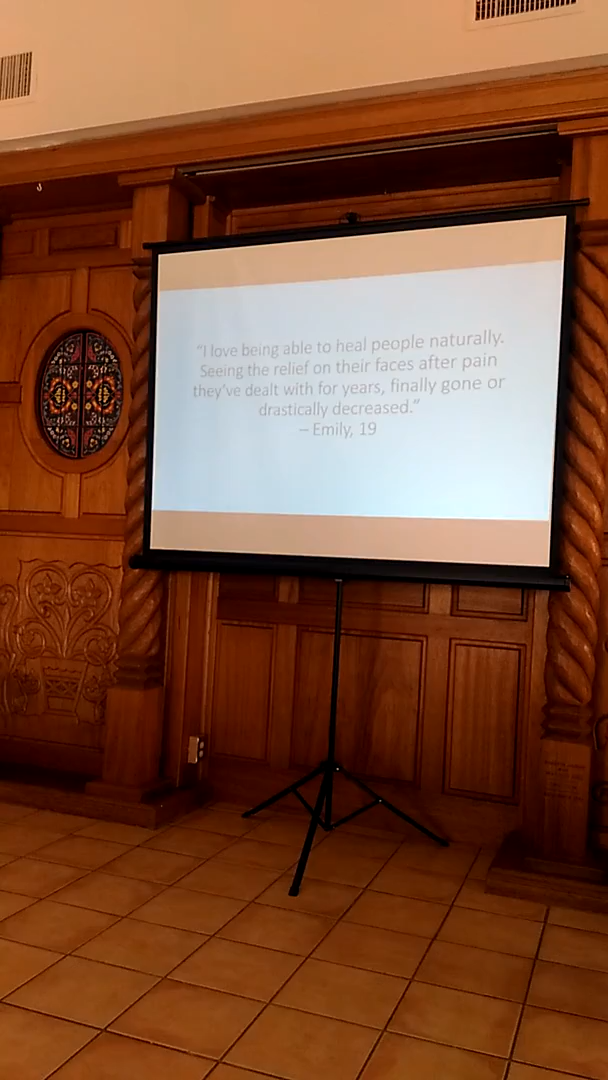 “I love being able to heal people naturally.
Seeing the relief on their faces after pain
they’ve dealt with for years, finally gone or
drastically decreased.”
– Emily, 19